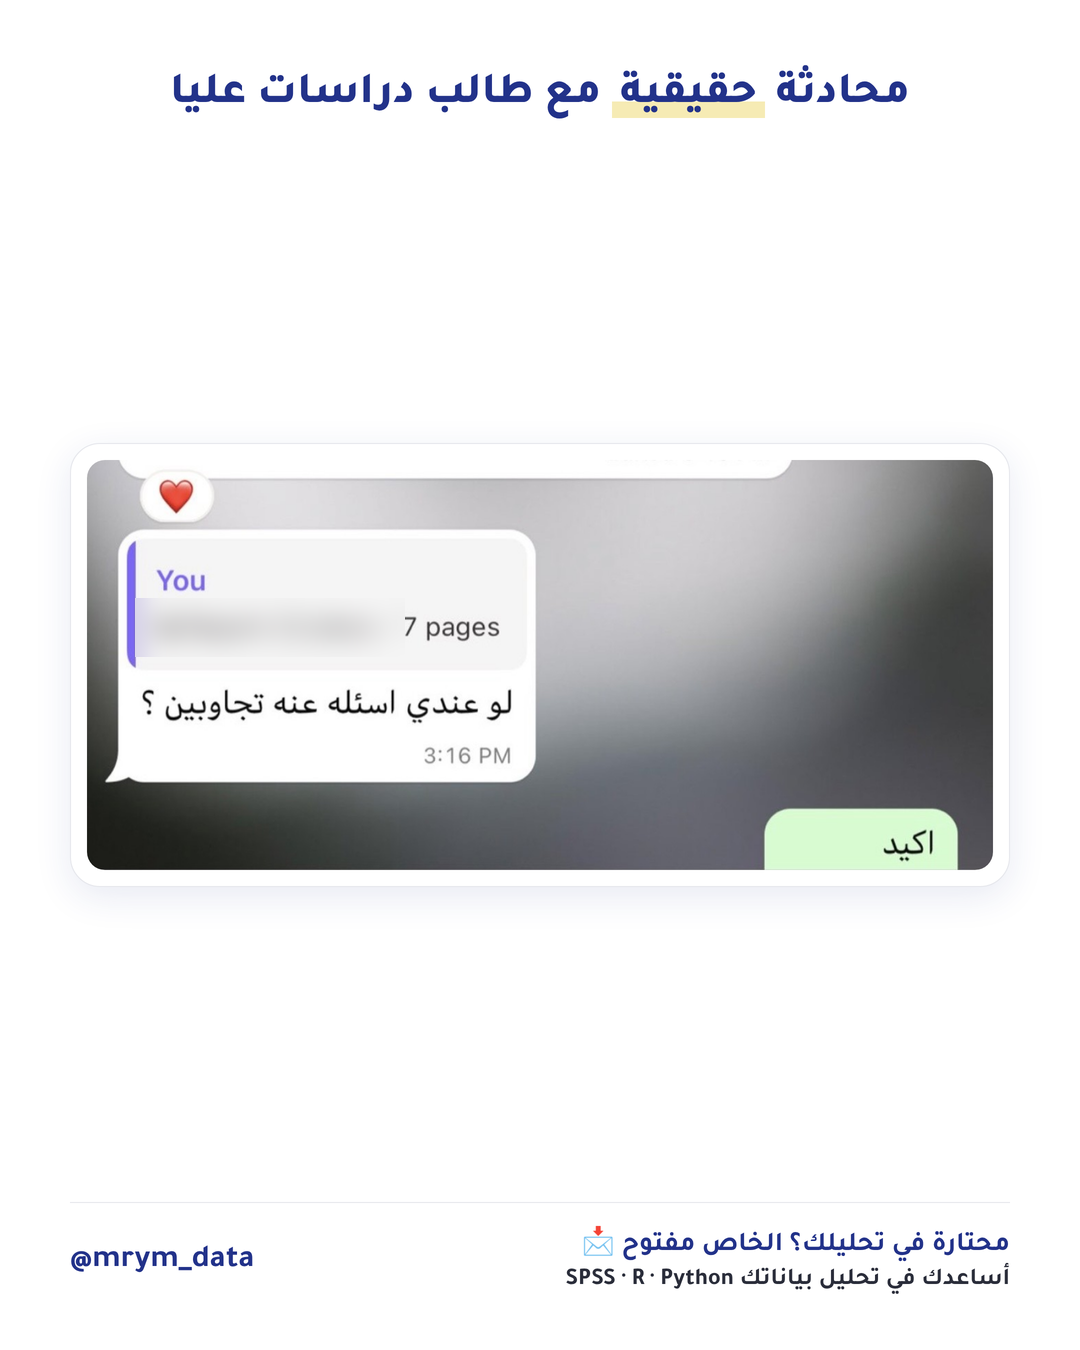 محادثة حقيقية مع طالب دراسات عليا
You
7 pages
لو عندي اسئله عنه تجاوبين ؟
3:16 PM
اكيد
محتارة في تحليلك؟ الخاص مفتوح 📩
أساعدك في تحليل بياناتك SPSS · R · Python
@mrym_data